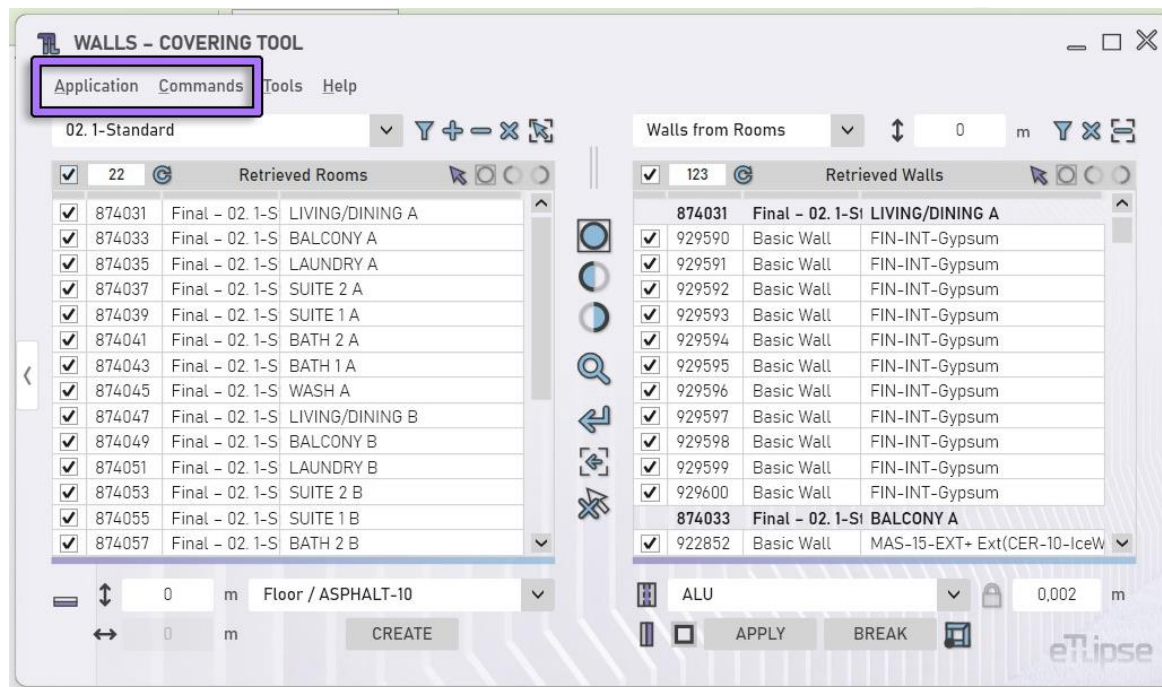 WALLS – COVERING TOOL
Application Commands Tools Help
02. 1-Standard
Walls from Rooms 0 m
22 Retrieved Rooms
123 Retrieved Walls
874031 Final – 02. 1-S LIVING/DINING A
874033 Final – 02. 1-S BALCONY A
874035 Final – 02. 1-S LAUNDRY A
874037 Final – 02. 1-S SUITE 2 A
874039 Final – 02. 1-S SUITE 1 A
874041 Final – 02. 1-S BATH 2 A
874043 Final – 02. 1-S BATH 1 A
874045 Final – 02. 1-S WASH A
874047 Final – 02. 1-S LIVING/DINING B
874049 Final – 02. 1-S BALCONY B
874051 Final – 02. 1-S LAUNDRY B
874053 Final – 02. 1-S SUITE 2 B
874055 Final – 02. 1-S SUITE 1 B
874057 Final – 02. 1-S BATH 2 B
874031 Final – 02. 1-St LIVING/DINING A
929590 Basic Wall FIN-INT-Gypsum
929591 Basic Wall FIN-INT-Gypsum
929592 Basic Wall FIN-INT-Gypsum
929593 Basic Wall FIN-INT-Gypsum
929594 Basic Wall FIN-INT-Gypsum
929595 Basic Wall FIN-INT-Gypsum
929596 Basic Wall FIN-INT-Gypsum
929597 Basic Wall FIN-INT-Gypsum
929598 Basic Wall FIN-INT-Gypsum
929599 Basic Wall FIN-INT-Gypsum
929600 Basic Wall FIN-INT-Gypsum
874033 Final – 02. 1-St BALCONY A
922852 Basic Wall MAS-15-EXT+ Ext(CER-10-IceW
0 m Floor / ASPHALT-10
0 m CREATE
ALU 0,002 m
APPLY BREAK
eTLipse